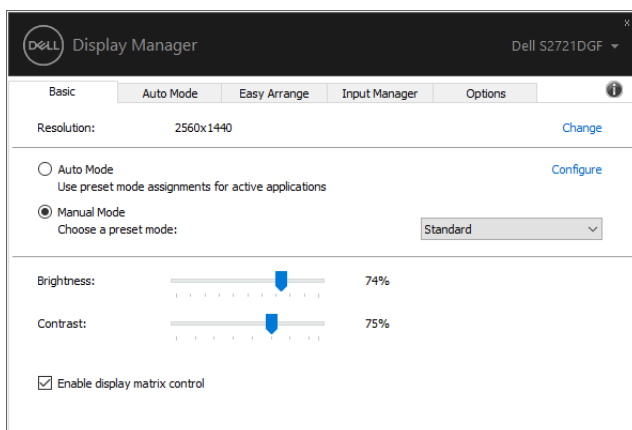 DELL Display Manager Dell S2721DGF
x
Basic Auto Mode Easy Arrange Input Manager Options
Resolution: 2560x1440 Change
Auto Mode Configure
Use preset mode assignments for active applications
Manual Mode
Choose a preset mode: Standard
Brightness: 74%
Contrast: 75%
Enable display matrix control